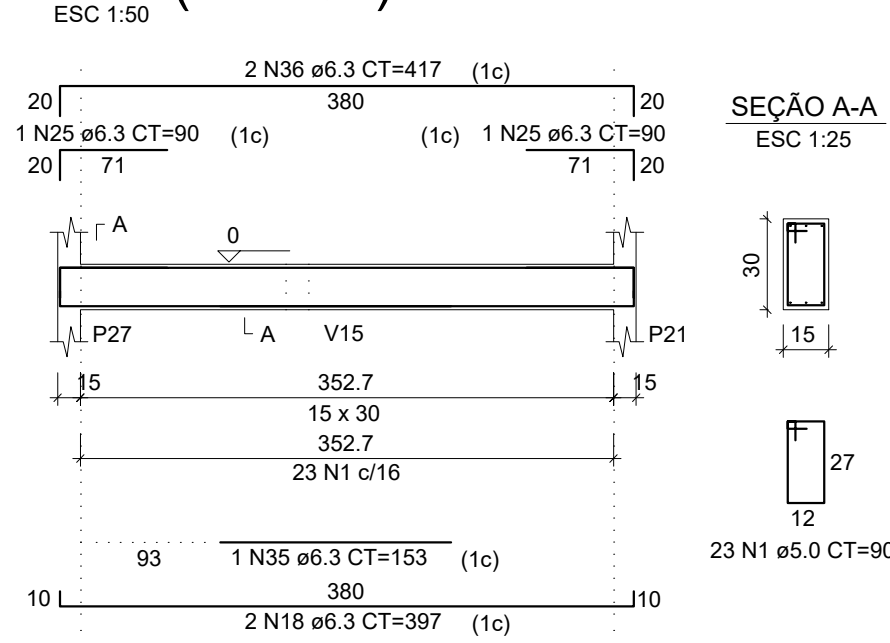 ESC 1:50
2 N36 ø6.3 CT=417 (1c)
20 380 20
1 N25 ø6.3 CT=90 (1c) (1c) 1 N25 ø6.3 CT=90
20 71 71 20
SEÇÃO A-A
ESC 1:25
A
0
30
15
P27 A V15 P21
15 352.7 15
15 x 30
352.7
23 N1 c/16
27
12
23 N1 ø5.0 CT=90
93 1 N35 ø6.3 CT=153 (1c)
10 380 10
2 N18 ø6.3 CT=397 (1c)